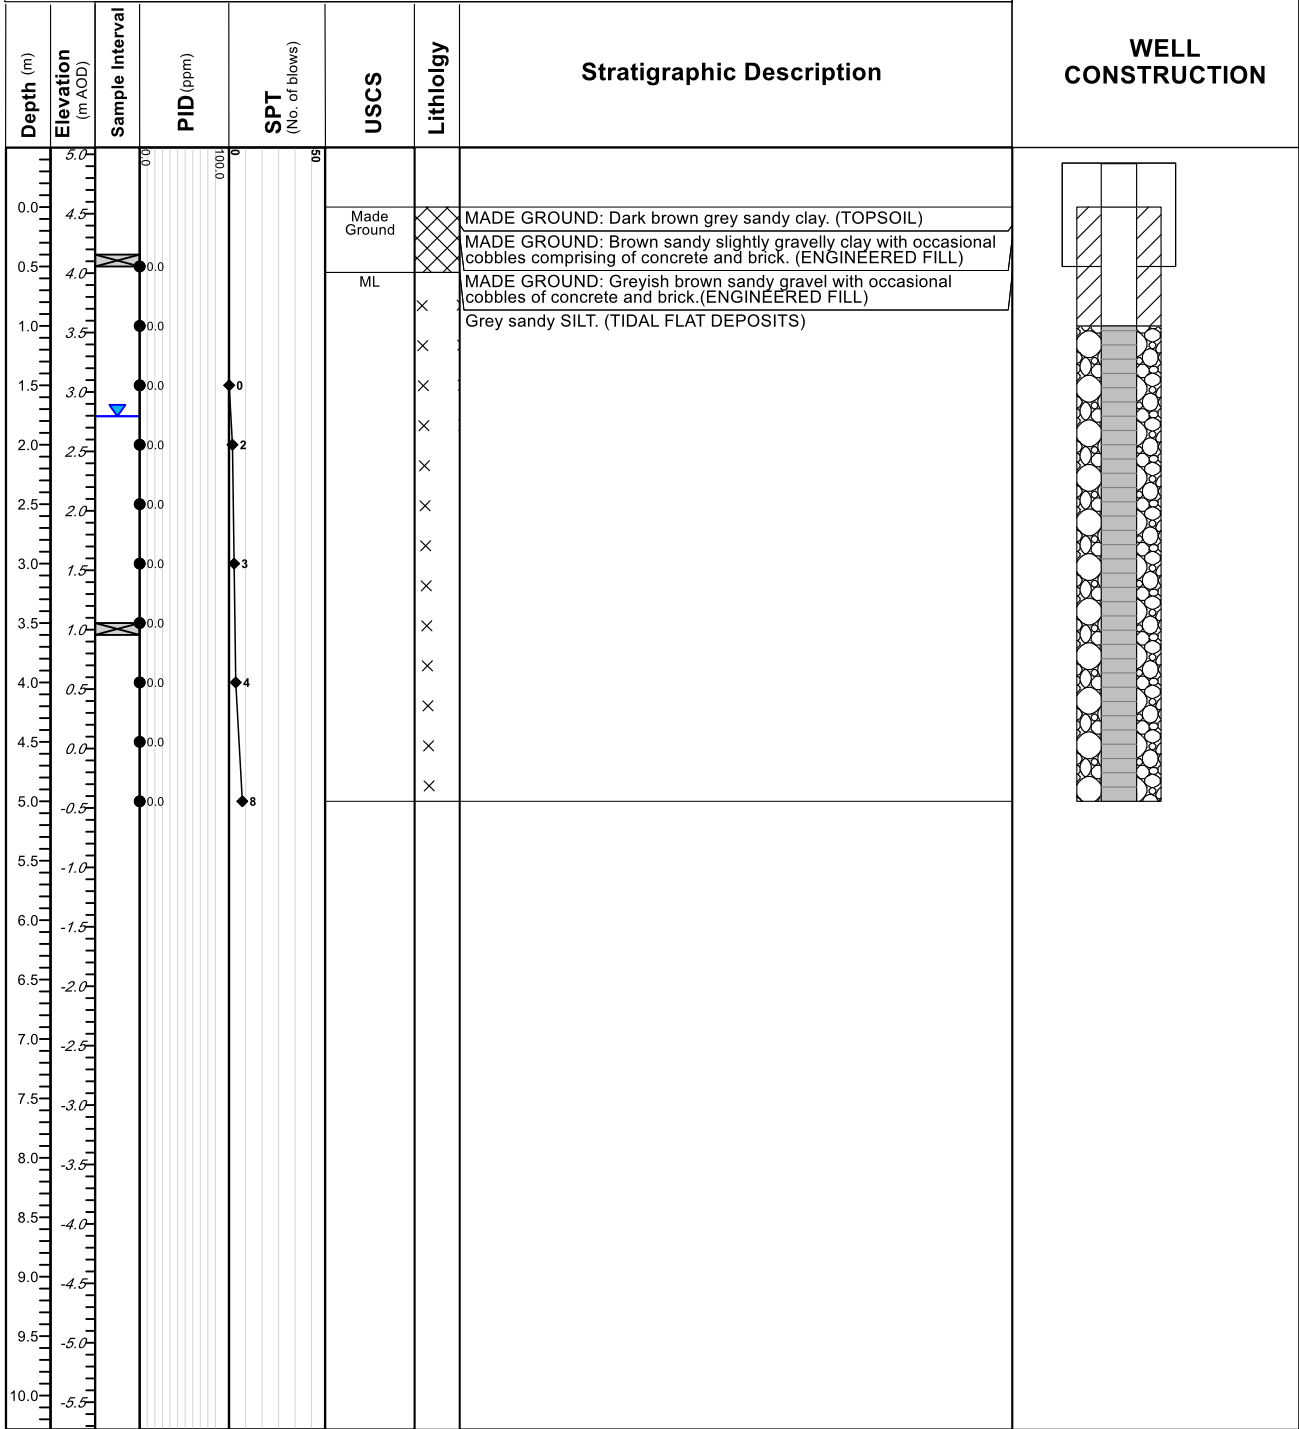 Depth (m)
Elevation
(m AOD)
Sample Interval
PID (ppm)
SPT
(No. of blows)
USCS
Lithlolgy
Stratigraphic Description
WELL
CONSTRUCTION
0.0
100.0
0
50
5.0
0.0
4.5
Made
Ground
MADE GROUND: Dark brown grey sandy clay. (TOPSOIL)
MADE GROUND: Brown sandy slightly gravelly clay with occasional
cobbles comprising of concrete and brick. (ENGINEERED FILL)
0.5
4.0
0.0
ML
MADE GROUND: Greyish brown sandy gravel with occasional
cobbles of concrete and brick.(ENGINEERED FILL)
Grey sandy SILT. (TIDAL FLAT DEPOSITS)
1.0
3.5
0.0
1.5
3.0
0.0
0
2.0
2.5
0.0
2
2.5
2.0
0.0
3.0
1.5
0.0
3
3.5
1.0
0.0
4.0
0.5
0.0
4
4.5
0.0
0.0
5.0
-0.5
0.0
8
5.5
-1.0
6.0
-1.5
6.5
-2.0
7.0
-2.5
7.5
-3.0
8.0
-3.5
8.5
-4.0
9.0
-4.5
9.5
-5.0
10.0
-5.5